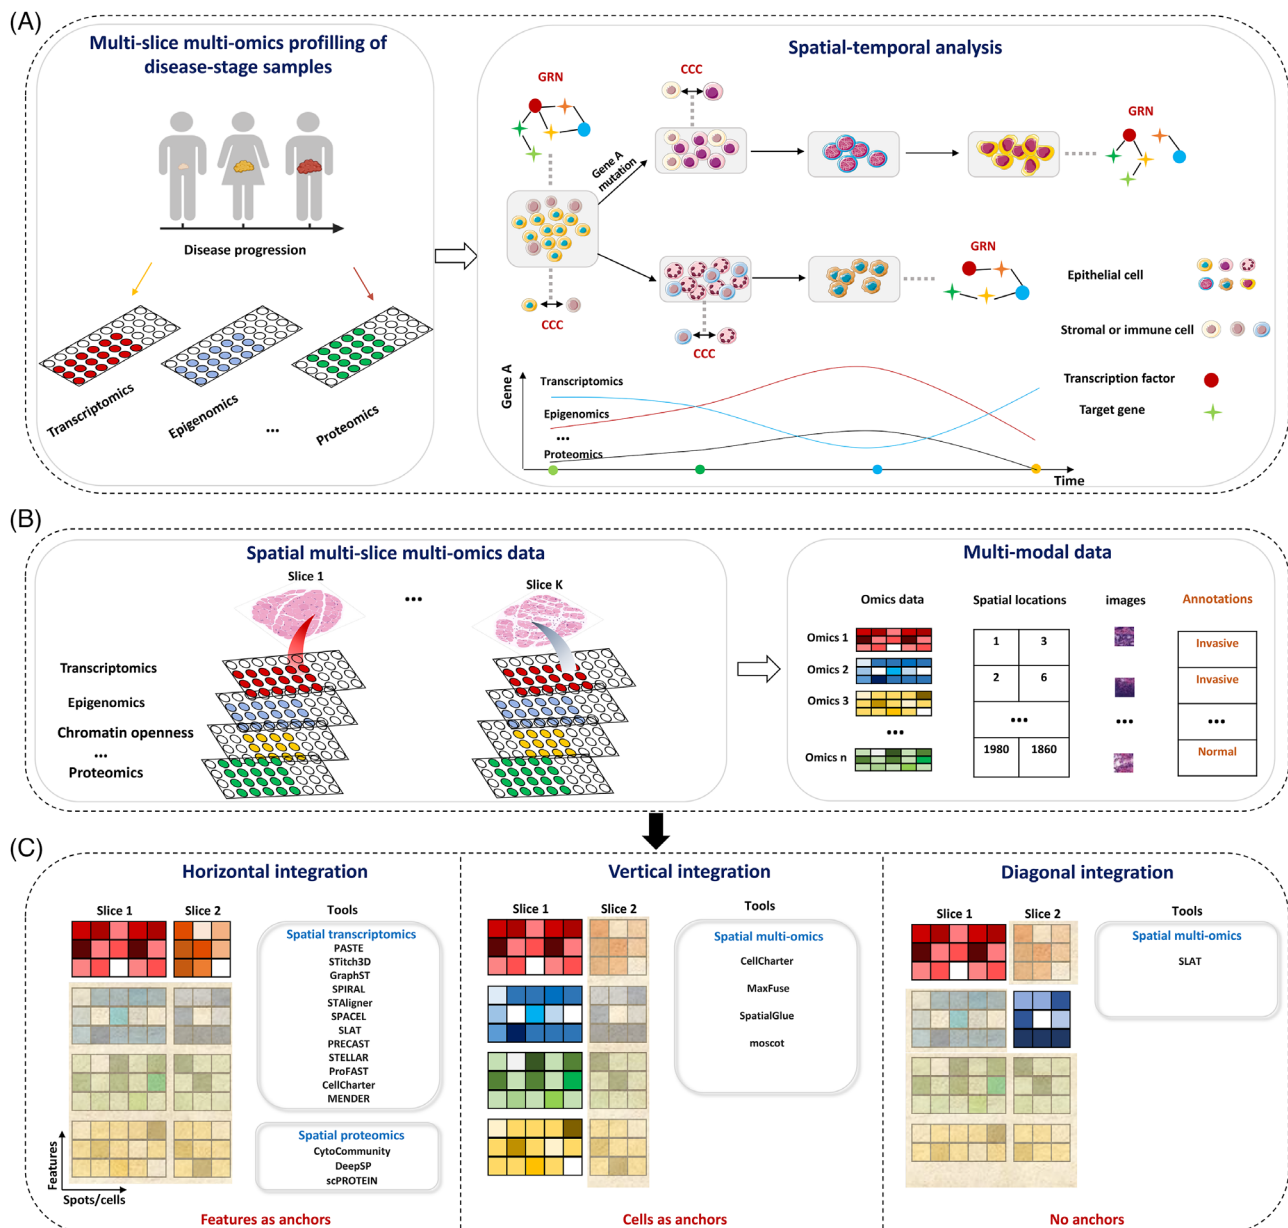 (A)
Multi-slice multi-omics profilling of
disease-stage samples
Disease progression
Transcriptomics
Epigenomics
...
Proteomics
Spatial-temporal analysis
GRN
CCC
Gene A
mutation
GRN
CCC
CCC
GRN
Epithelial cell
Stromal or immune cell
Transcription factor
Target gene
Gene A
Transcriptomics
Epigenomics
...
Proteomics
Time
(B)
Spatial multi-slice multi-omics data
Slice 1
...
Slice K
Transcriptomics
Epigenomics
Chromatin openness
...
Proteomics
Multi-modal data
Omics data
Spatial locations
images
Annotations
Omics 1
1
3
Invasive
Omics 2
2
6
Invasive
Omics 3
...
...
...
...
Omics n
1980
1860
Normal
(C)
Horizontal integration
Slice 1
Slice 2
Tools
Spatial transcriptomics
PASTE
STitch3D
GraphST
SPIRAL
STAligner
SPACEL
SLAT
PRECAST
STELLAR
ProFAST
CellCharter
MENDER
Spatial proteomics
CytoCommunity
DeepSP
scPROTEIN
Features
Spots/cells
Features as anchors
Vertical integration
Slice 1
Slice 2
Tools
Spatial multi-omics
CellCharter
MaxFuse
SpatialGlue
moscot
Cells as anchors
Diagonal integration
Slice 1
Slice 2
Tools
Spatial multi-omics
SLAT
No anchors